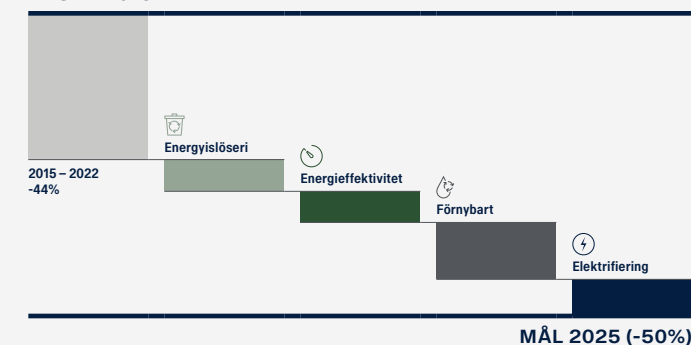 Energyislöseri
2015 – 2022
-44%
Energieffektivitet
Förnybart
Elektrifiering
MÅL 2025 (-50%)